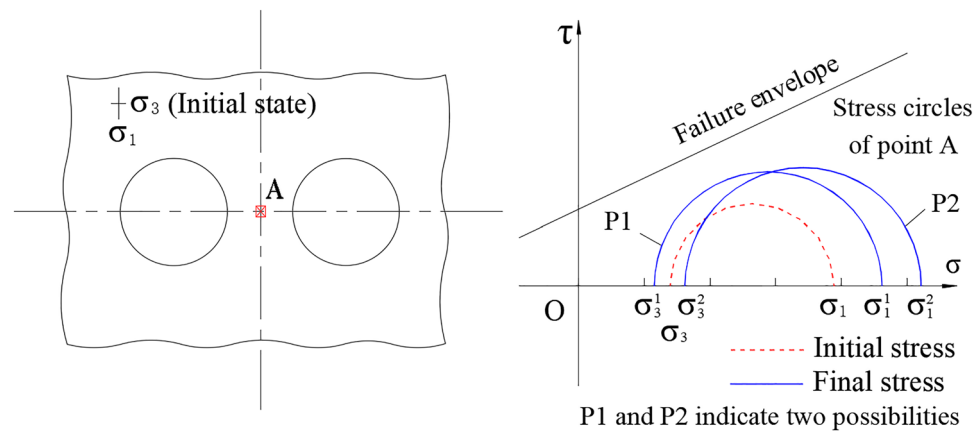 σ₃ (Initial state)
σ₁
A
τ
Failure envelope
Stress circles
of point A
P1
P2
σ
O
σ₃¹
σ₃²
σ₁
σ₁¹
σ₁²
σ₃
Initial stress
Final stress
P1 and P2 indicate two possibilities